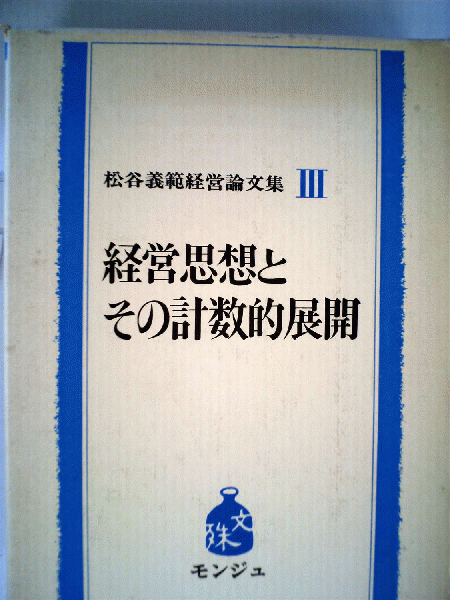 松谷義範経営論文集 III
経営思想と
その計数的展開
文殊
モンジュ